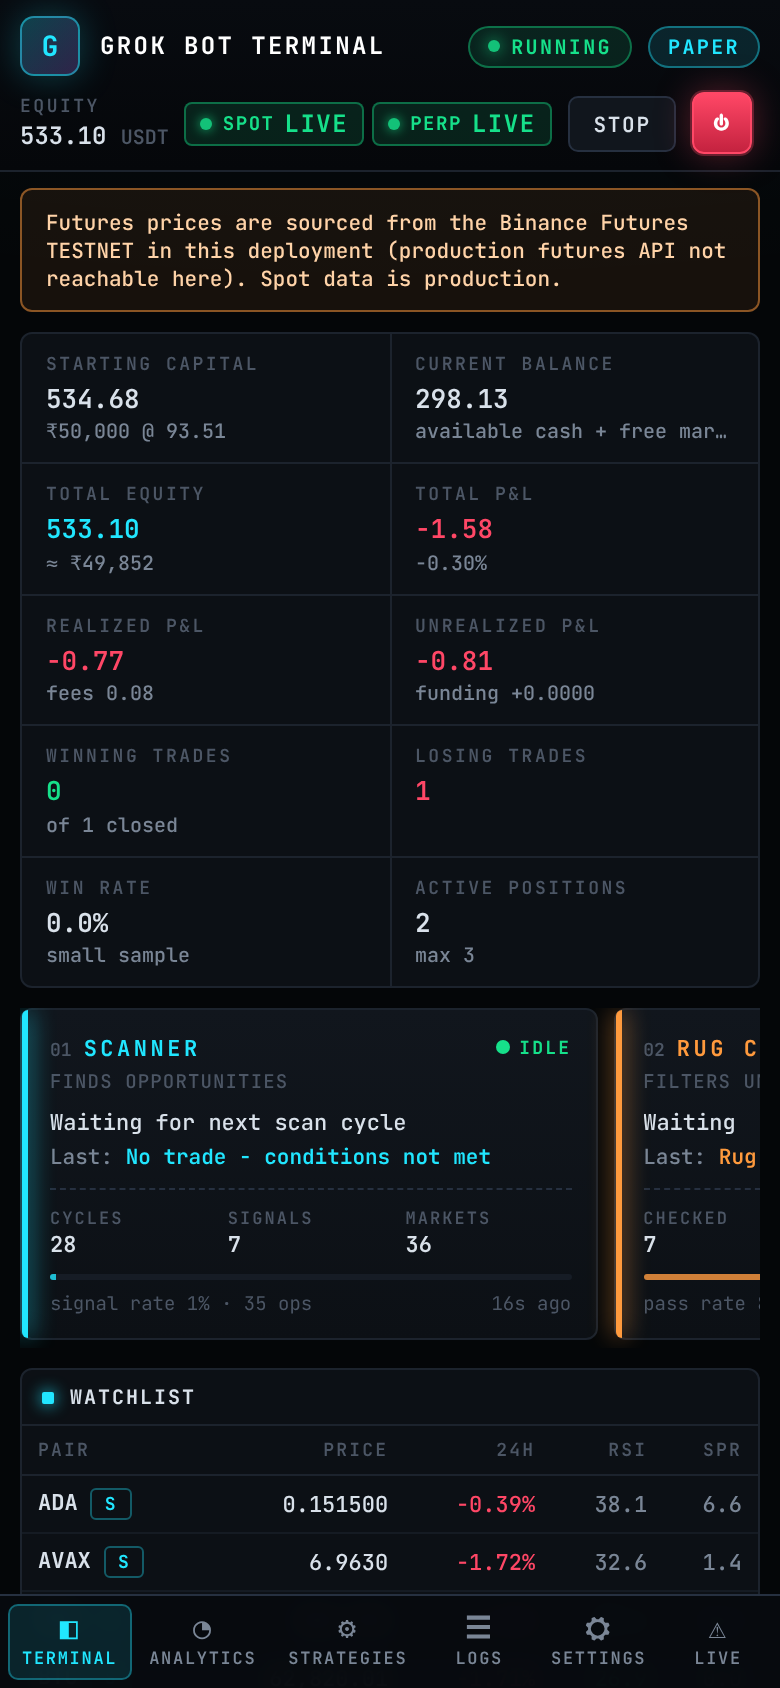 G GROK BOT TERMINAL RUNNING PAPER
EQUITY
533.10 USDT SPOT LIVE PERP LIVE STOP
Futures prices are sourced from the Binance Futures
TESTNET in this deployment (production futures API not
reachable here). Spot data is production.
STARTING CAPITAL CURRENT BALANCE
534.68 298.13
₹50,000 @ 93.51 available cash + free mar…
TOTAL EQUITY TOTAL P&L
533.10 -1.58
≈ ₹49,852 -0.30%
REALIZED P&L UNREALIZED P&L
-0.77 -0.81
fees 0.08 funding +0.0000
WINNING TRADES LOSING TRADES
0 1
of 1 closed
WIN RATE ACTIVE POSITIONS
0.0% 2
small sample max 3
01 SCANNER IDLE 02 RUG C
FINDS OPPORTUNITIES FILTERS
Waiting for next scan cycle Waiting
Last: No trade - conditions not met Last: Rug
CYCLES SIGNALS MARKETS CHECKED
28 7 36 7
signal rate 1% · 35 ops 16s ago pass rate
WATCHLIST
PAIR PRICE 24H RSI SPR
ADA S 0.151500 -0.39% 38.1 6.6
AVAX S 6.9630 -1.72% 32.6 1.4
TERMINAL ANALYTICS STRATEGIES LOGS SETTINGS LIVE